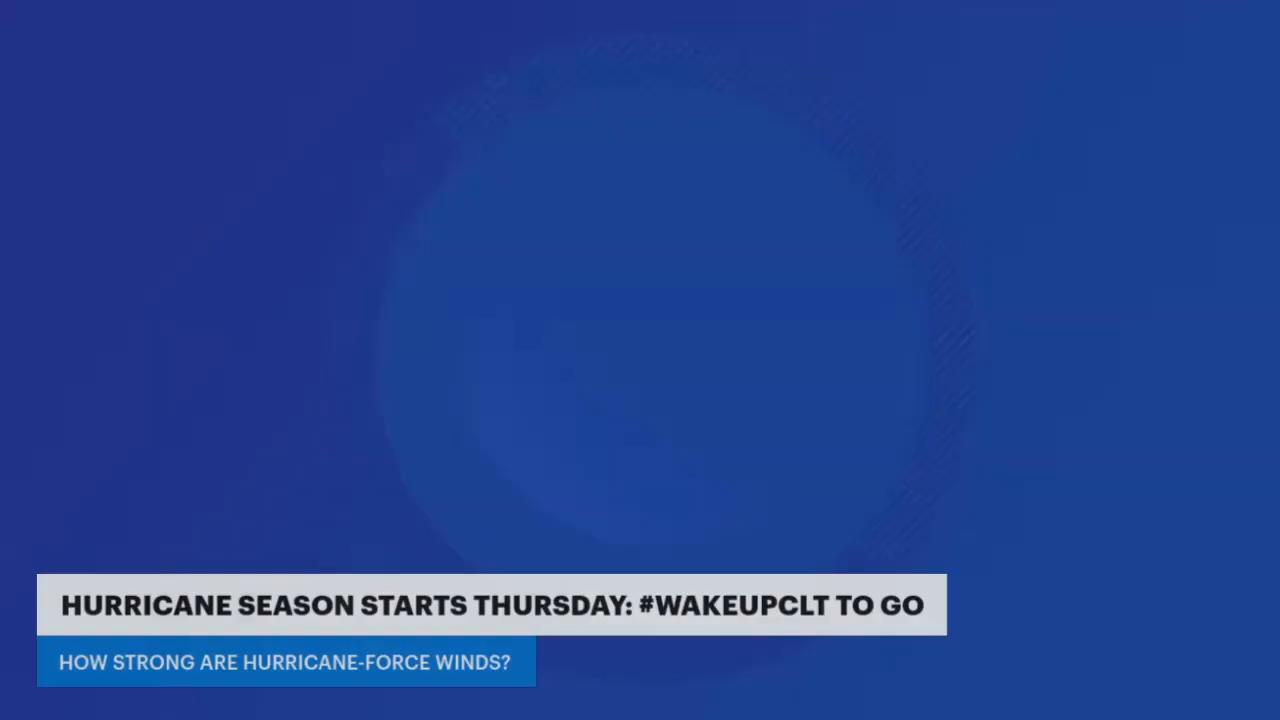 HURRICANE SEASON STARTS THURSDAY: #WAKEUPCLT TO GO
HOW STRONG ARE HURRICANE-FORCE WINDS?